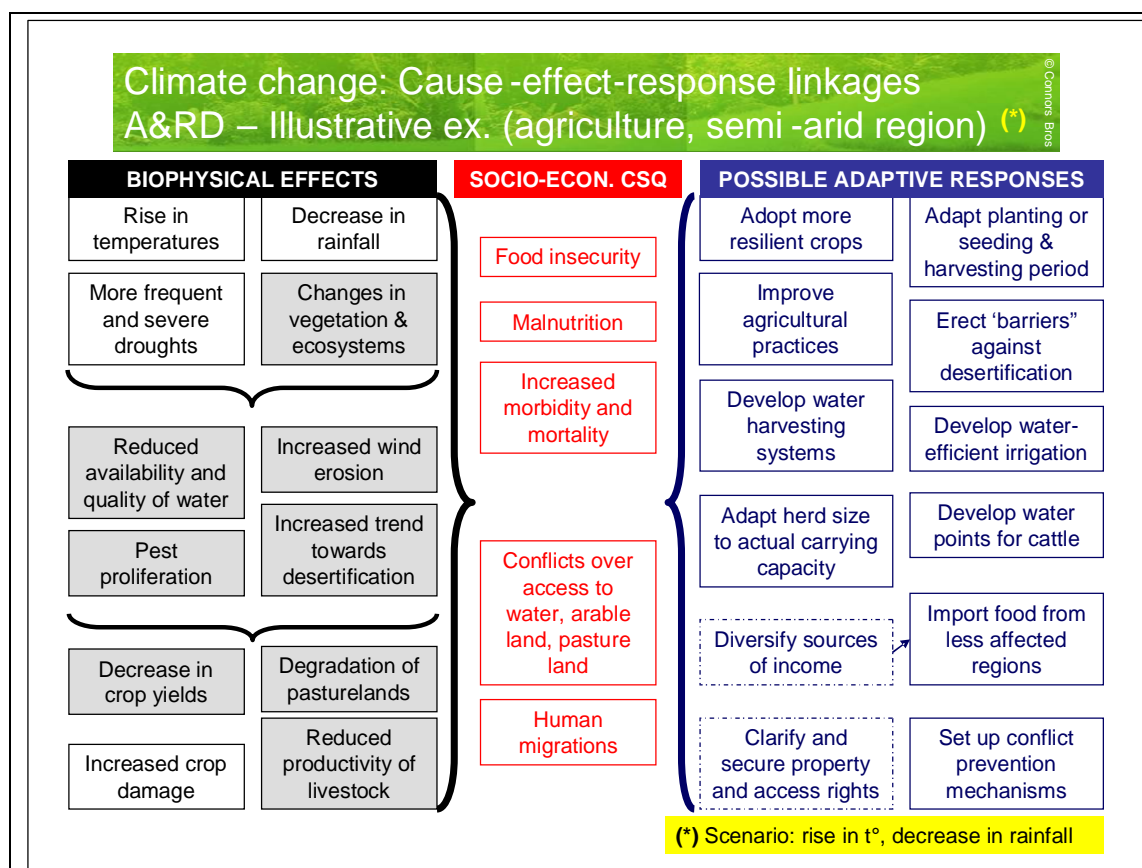 Climate change: Cause -effect-response linkages
A&RD – Illustrative ex. (agriculture, semi -arid region) (*)
© Connors Bros
BIOPHYSICAL EFFECTS
Rise in
temperatures
Decrease in
rainfall
More frequent
and severe
droughts
Changes in
vegetation &
ecosystems
Reduced
availability and
quality of water
Increased wind
erosion
Pest
proliferation
Increased trend
towards
desertification
Decrease in
crop yields
Degradation of
pasturelands
Increased crop
damage
Reduced
productivity of
livestock
SOCIO-ECON. CSQ
Food insecurity
Malnutrition
Increased
morbidity and
mortality
Conflicts over
access to
water, arable
land, pasture
land
Human
migrations
POSSIBLE ADAPTIVE RESPONSES
Adopt more
resilient crops
Adapt planting or
seeding &
harvesting period
Improve
agricultural
practices
Erect ‘barriers”
against
desertification
Develop water
harvesting
systems
Develop water-
efficient irrigation
Adapt herd size
to actual carrying
capacity
Develop water
points for cattle
Diversify sources
of income
Import food from
less affected
regions
Clarify and
secure property
and access rights
Set up conflict
prevention
mechanisms
(*) Scenario: rise in t°, decrease in rainfall